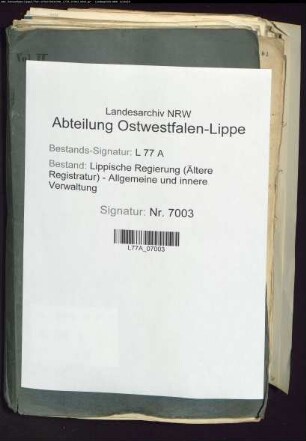 Landesarchiv NRW
Abteilung Ostwestfalen-Lippe
Bestands-Signatur: L 77 A
Bestand: Lippische Regierung (Ältere
Registratur) - Allgemeine und innere
Verwaltung
Signatur: Nr. 7003
L77A_07003